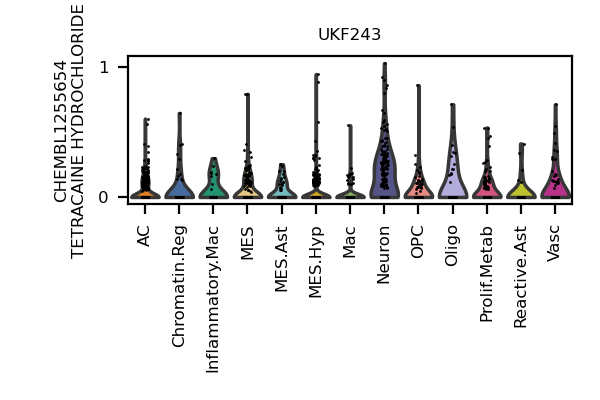 UKF243
CHEMBL1255654
TETRACAINE HYDROCHLORIDE
1
0
AC
Chromatin.Reg
Inflammatory.Mac
MES
MES.Ast
MES.Hyp
Mac
Neuron
OPC
Oligo
Prolif.Metab
Reactive.Ast
Vasc